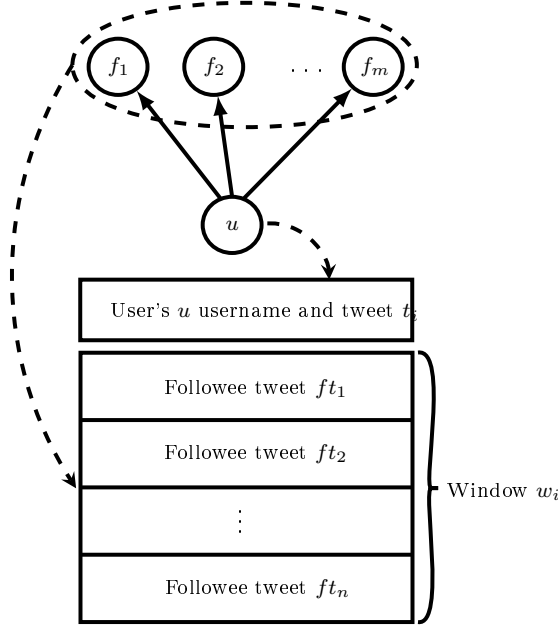 f1 f2 ... fm
u
User's u username and tweet ti
Followee tweet ft1
Followee tweet ft2
⋮
Window wi
Followee tweet ftn